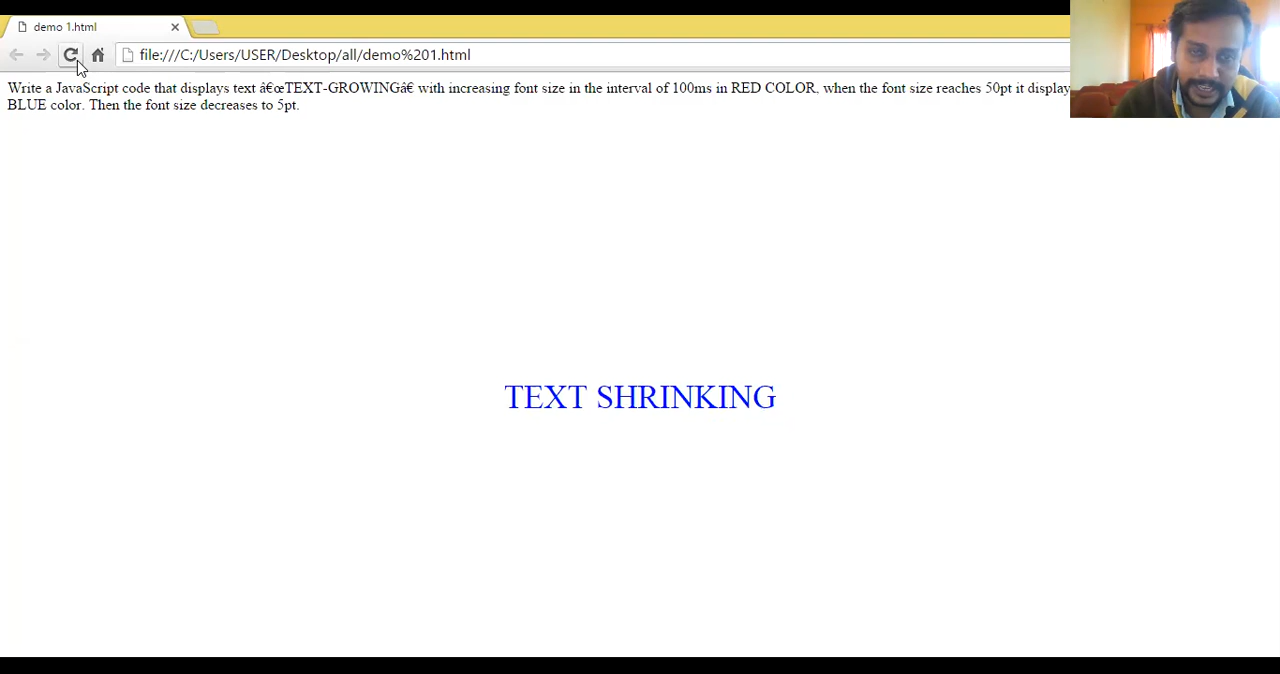 demo 1.html
file:///C:/Users/USER/Desktop/all/demo%201.html
Write a JavaScript code that displays text â€œTEXT-GROWINGâ€ with increasing font size in the interval of 100ms in RED COLOR, when the font size reaches 50pt it display
BLUE color. Then the font size decreases to 5pt.
TEXT SHRINKING